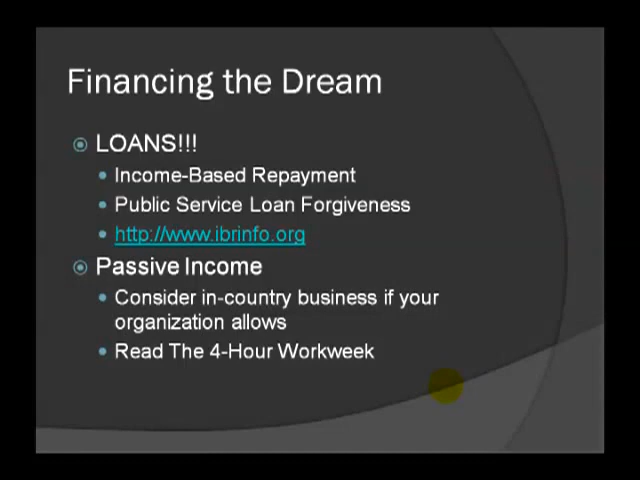 Financing the Dream
LOANS!!!
Income-Based Repayment
Public Service Loan Forgiveness
http://www.ibrinfo.org
Passive Income
Consider in-country business if your
organization allows
Read The 4-Hour Workweek